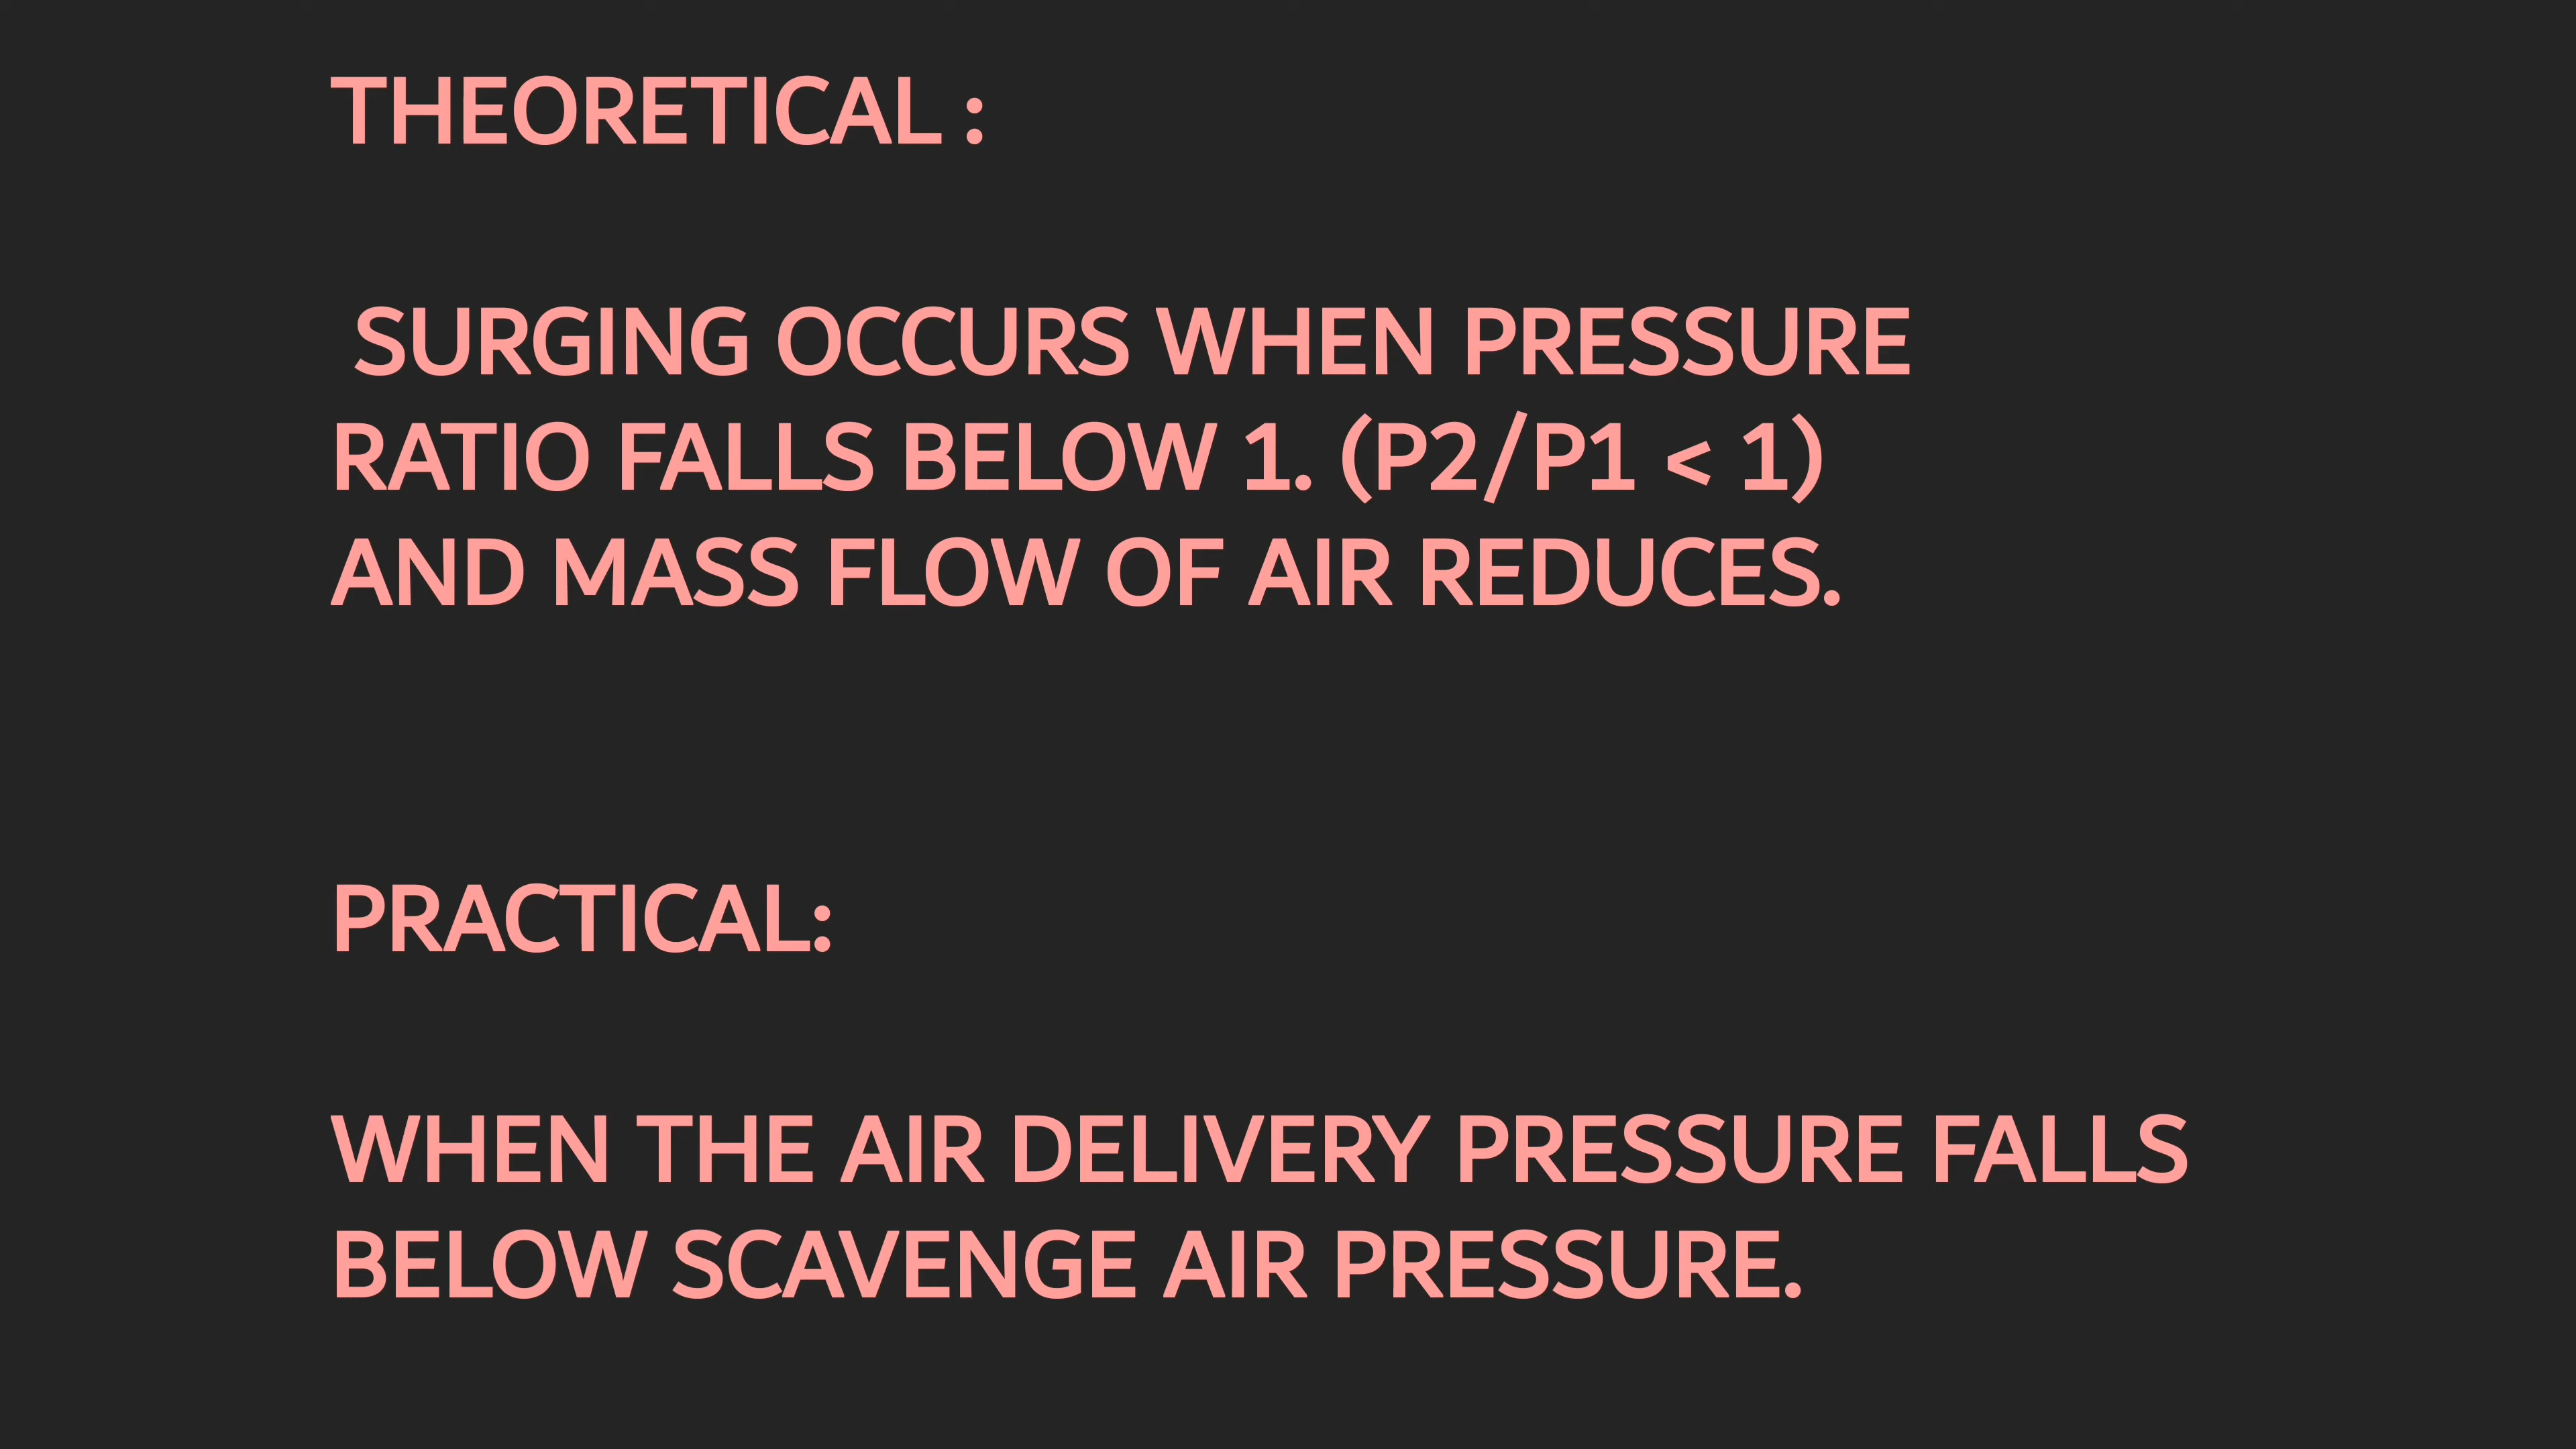 THEORETICAL :
SURGING OCCURS WHEN PRESSURE
RATIO FALLS BELOW 1. (P2/P1 < 1)
AND MASS FLOW OF AIR REDUCES.
PRACTICAL:
WHEN THE AIR DELIVERY PRESSURE FALLS
BELOW SCAVENGE AIR PRESSURE.